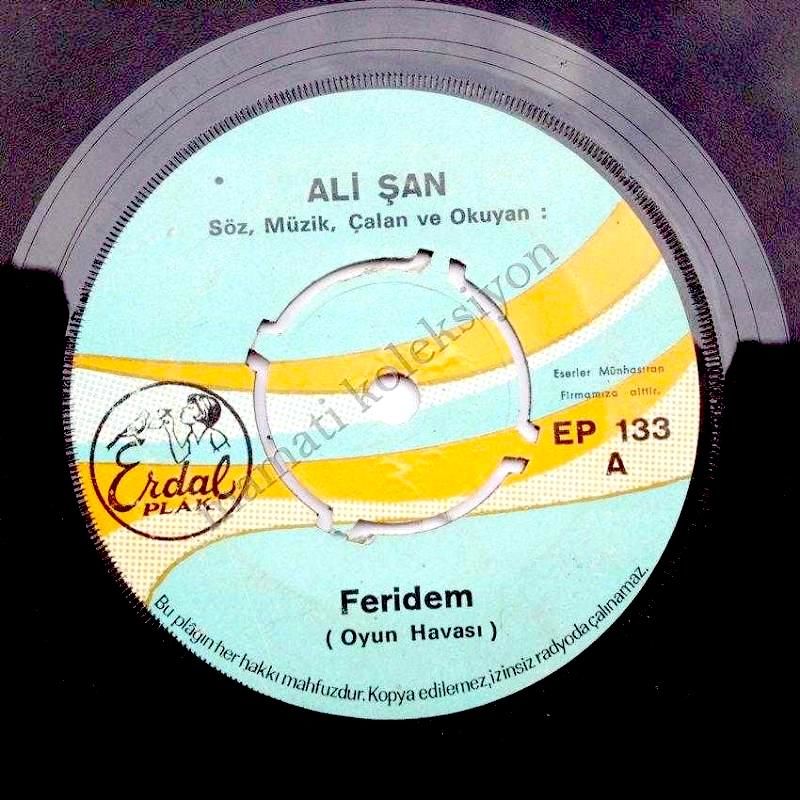 ALİ ŞAN
Söz, Müzik, Çalan ve Okuyan :
Eserler Münhasıran
Firmamıza aittir.
EP 133
A
Erdal
PLAK
Feridem
( Oyun Havası )
Bu plâğın her hakkı mahfuzdur. Kopya edilemez, izinsiz radyoda çalınamaz.
koleksiyon